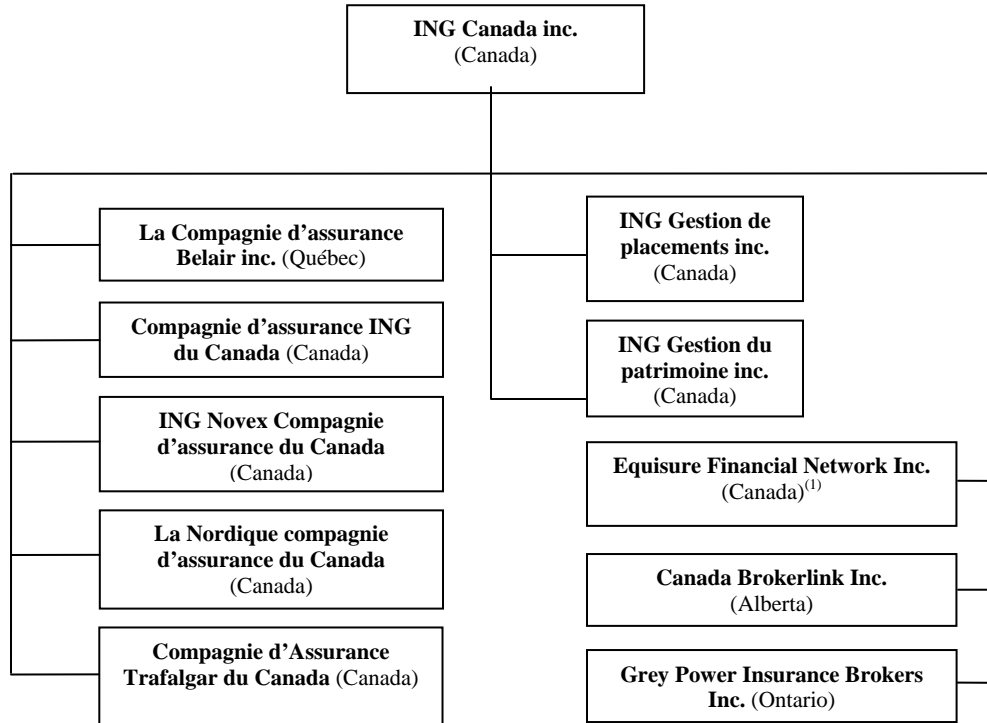 ING Canada inc.
(Canada)
La Compagnie d'assurance
Belair inc. (Québec)
Compagnie d'assurance ING
du Canada (Canada)
ING Novex Compagnie
d'assurance du Canada
(Canada)
La Nordique compagnie
d'assurance du Canada
(Canada)
Compagnie d'Assurance
Trafalgar du Canada (Canada)
ING Gestion de
placements inc.
(Canada)
ING Gestion du
patrimoine inc.
(Canada)
Equisure Financial Network Inc.
(Canada)(1)
Canada Brokerlink Inc.
(Alberta)
Grey Power Insurance Brokers
Inc. (Ontario)